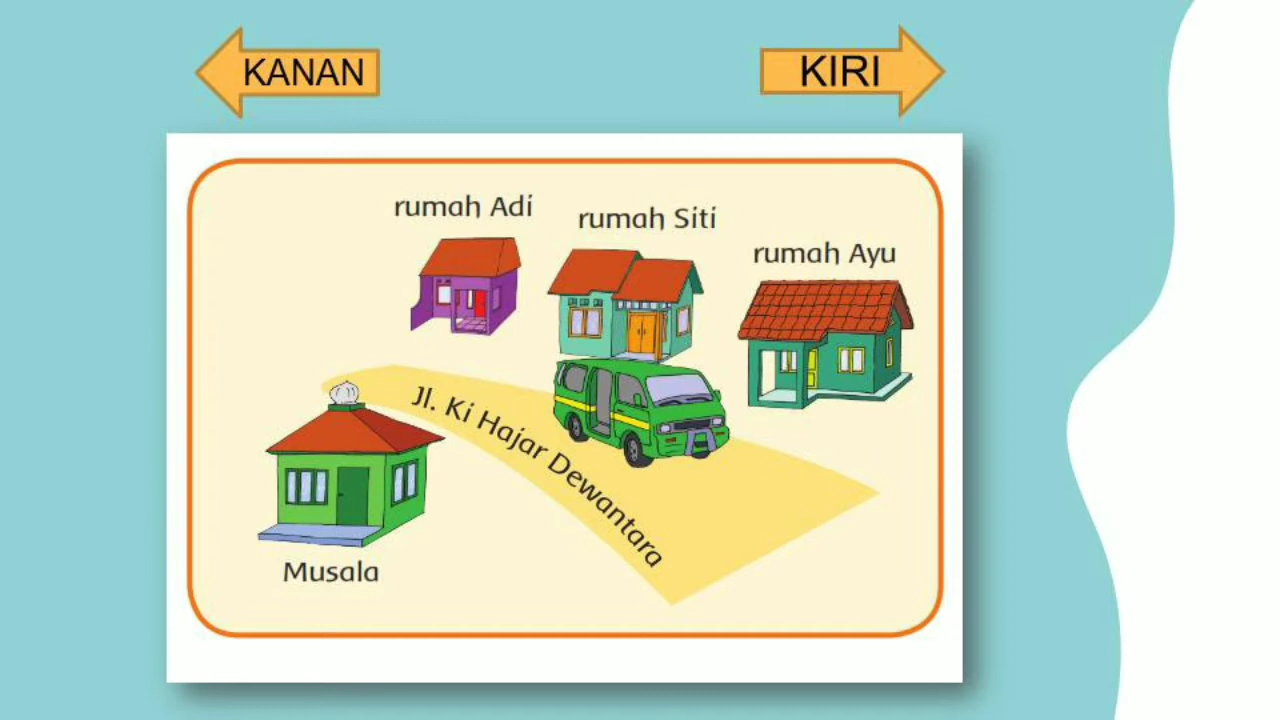 KANAN
KIRI
rumah Adi
rumah Siti
rumah Ayu
Jl. Ki Hajar Dewantara
Musala